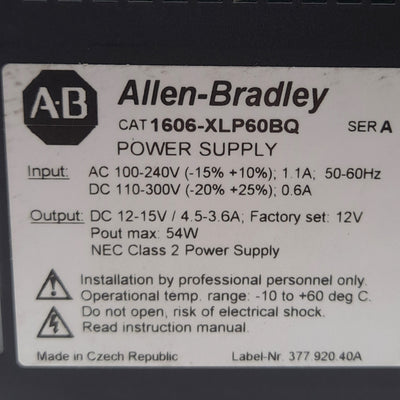 A-B Allen-Bradley
CAT 1606-XLP60BQ SER A
POWER SUPPLY
Input: AC 100-240V (-15% +10%); 1.1A; 50-60Hz
DC 110-300V (-20% +25%); 0.6A
Output: DC 12-15V / 4.5-3.6A; Factory set: 12V
Pout max: 54W
NEC Class 2 Power Supply
Installation by professional personnel only.
Operational temp. range: -10 to +60 deg C.
Do not open, risk of electrical shock.
Read instruction manual.
Made in Czech Republic Label-Nr. 377.920.40A